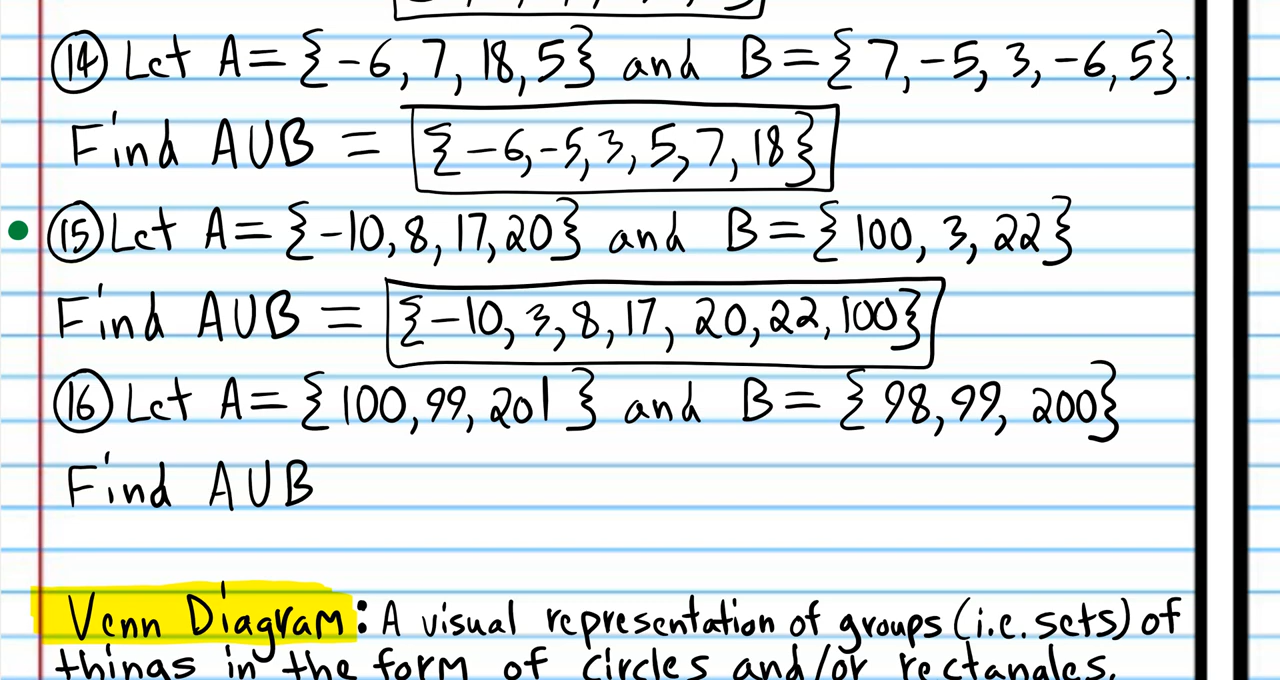 ⑭ Let A = {-6, 7, 18, 5} and B = {7, -5, 3, -6, 5}.
Find A∪B = {-6, -5, 3, 5, 7, 18}
⑮ Let A = {-10, 8, 17, 20} and B = {100, 3, 22}
Find A∪B = {-10, 3, 8, 17, 20, 22, 100}
⑯ Let A = {100, 99, 201} and B = {98, 99, 200}
Find A∪B
Venn Diagram: A visual representation of groups (i.e. sets) of
things in the form of circles and/or rectangles.